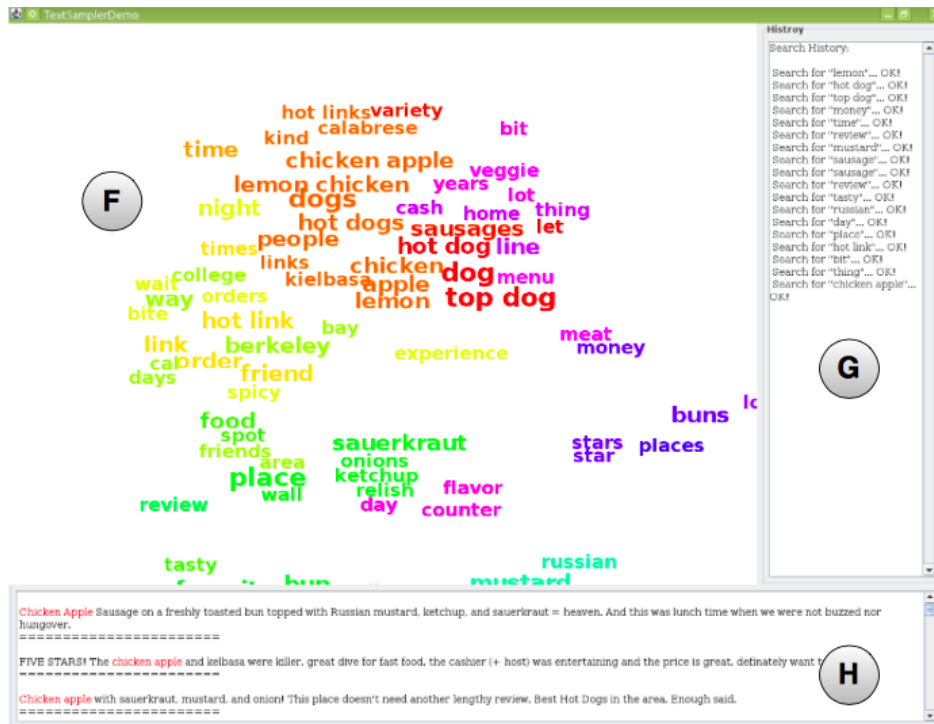 TextSamplerDemo
Histroy
Search History:
Search for "lemon"... OK!
Search for "hot dog"... OK!
Search for "top dog"... OK!
Search for "money"... OK!
Search for "time"... OK!
Search for "review"... OK!
Search for "mustard"... OK!
Search for "sausage"... OK!
Search for "sausage"... OK!
Search for "review"... OK!
Search for "tasty"... OK!
Search for "russian"... OK!
Search for "day"... OK!
Search for "place"... OK!
Search for "hot link"... OK!
Search for "bit"... OK!
Search for "thing"... OK!
Search for "chicken apple"...
OK!
G
hot links variety
calabrese bit
kind
time
chicken apple
veggie
lemon chicken years
F
dogs lot
night cash home thing
hot dogs sausages let
people hot dog line
times
links chicken dog menu
college kielbasa apple
wait
way orders lemon top dog
bite
hot link
bay meat
link berkeley experience money
cal order
days friend
spicy
buns
food
spot sauerkraut stars places
friends onions star
area
place ketchup
wall relish flavor
review day counter
tasty russian
bun mustard
Chicken Apple Sausage on a freshly toasted bun topped with Russian mustard, ketchup, and sauerkraut = heaven. And this was lunch time when we were not buzzed nor
hungover.
=======================
FIVE STARS! The chicken apple and keibasa were killer. great dive for fast food. the cashier (+ host) was entertaining and the price is great. definately want
=======================
H
Chicken apple with sauerkraut, mustard, and onion! This place doesn't need another lengthy review. Best Hot Dogs in the area. Enough said.
=======================